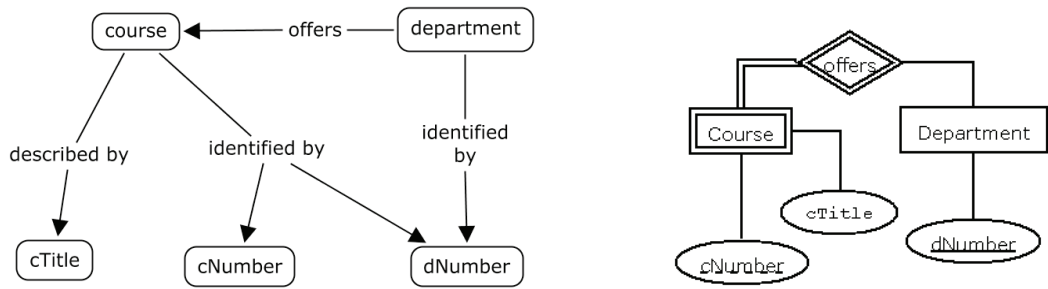 course
offers
department
described by
identified by
identified
by
cTitle
cNumber
dNumber
offers
Course
Department
cTitle
cNumber
dNumber